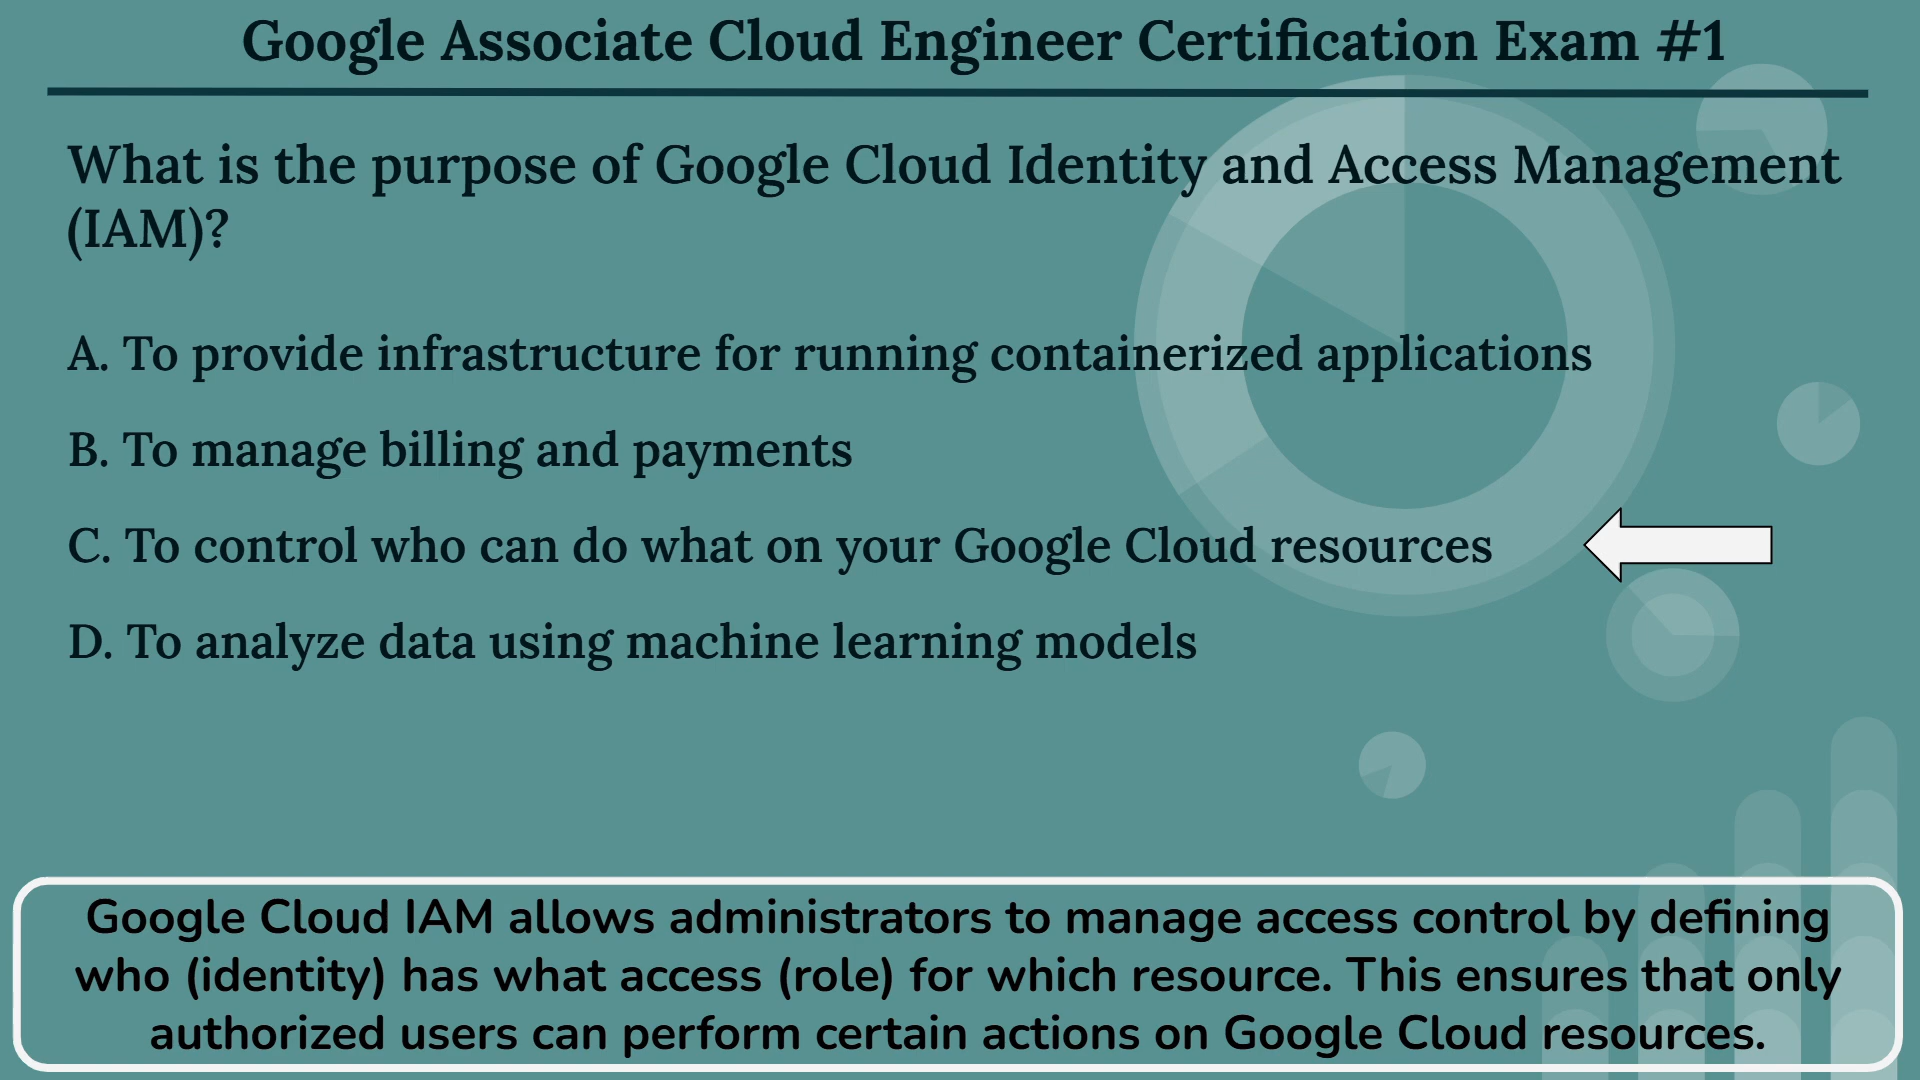 Google Associate Cloud Engineer Certification Exam #1
What is the purpose of Google Cloud Identity and Access Management
(IAM)?
A. To provide infrastructure for running containerized applications
B. To manage billing and payments
C. To control who can do what on your Google Cloud resources
D. To analyze data using machine learning models
Google Cloud IAM allows administrators to manage access control by defining
who (identity) has what access (role) for which resource. This ensures that only
authorized users can perform certain actions on Google Cloud resources.